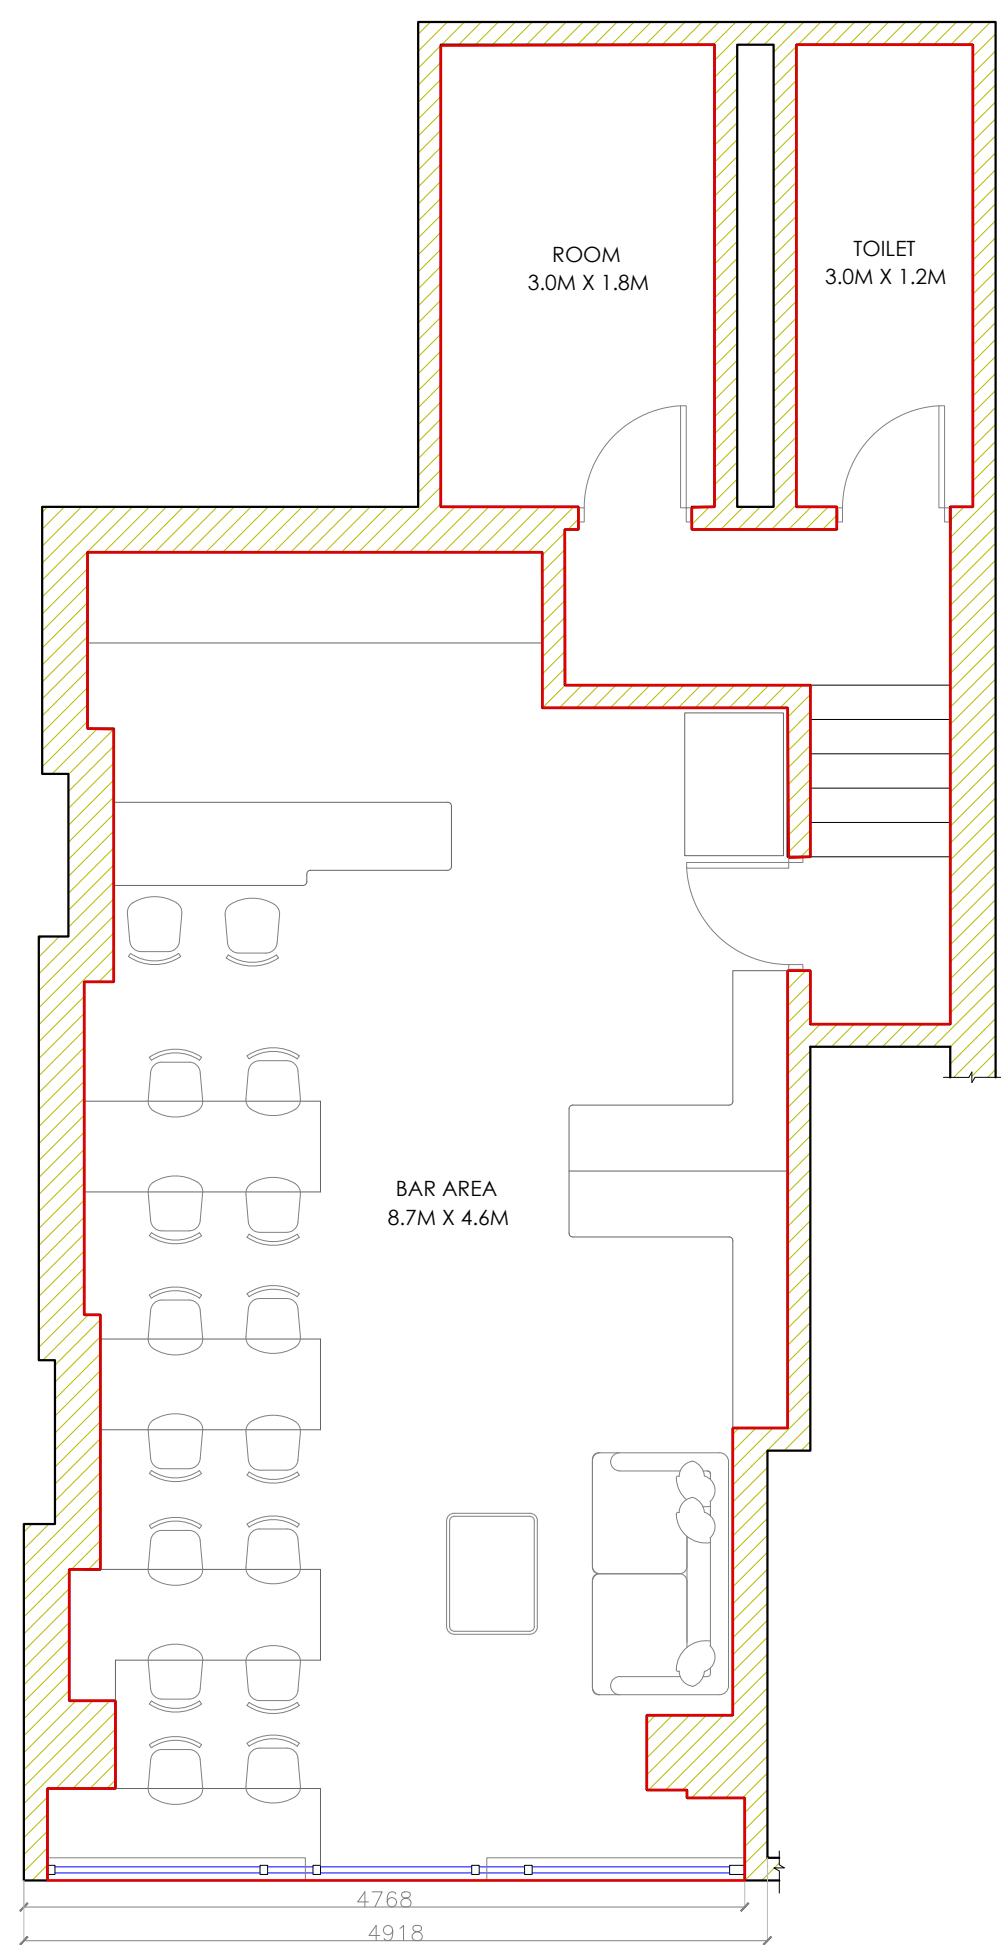 ROOM
3.0M X 1.8M
TOILET
3.0M X 1.2M
BAR AREA
8.7M X 4.6M
4768
4918